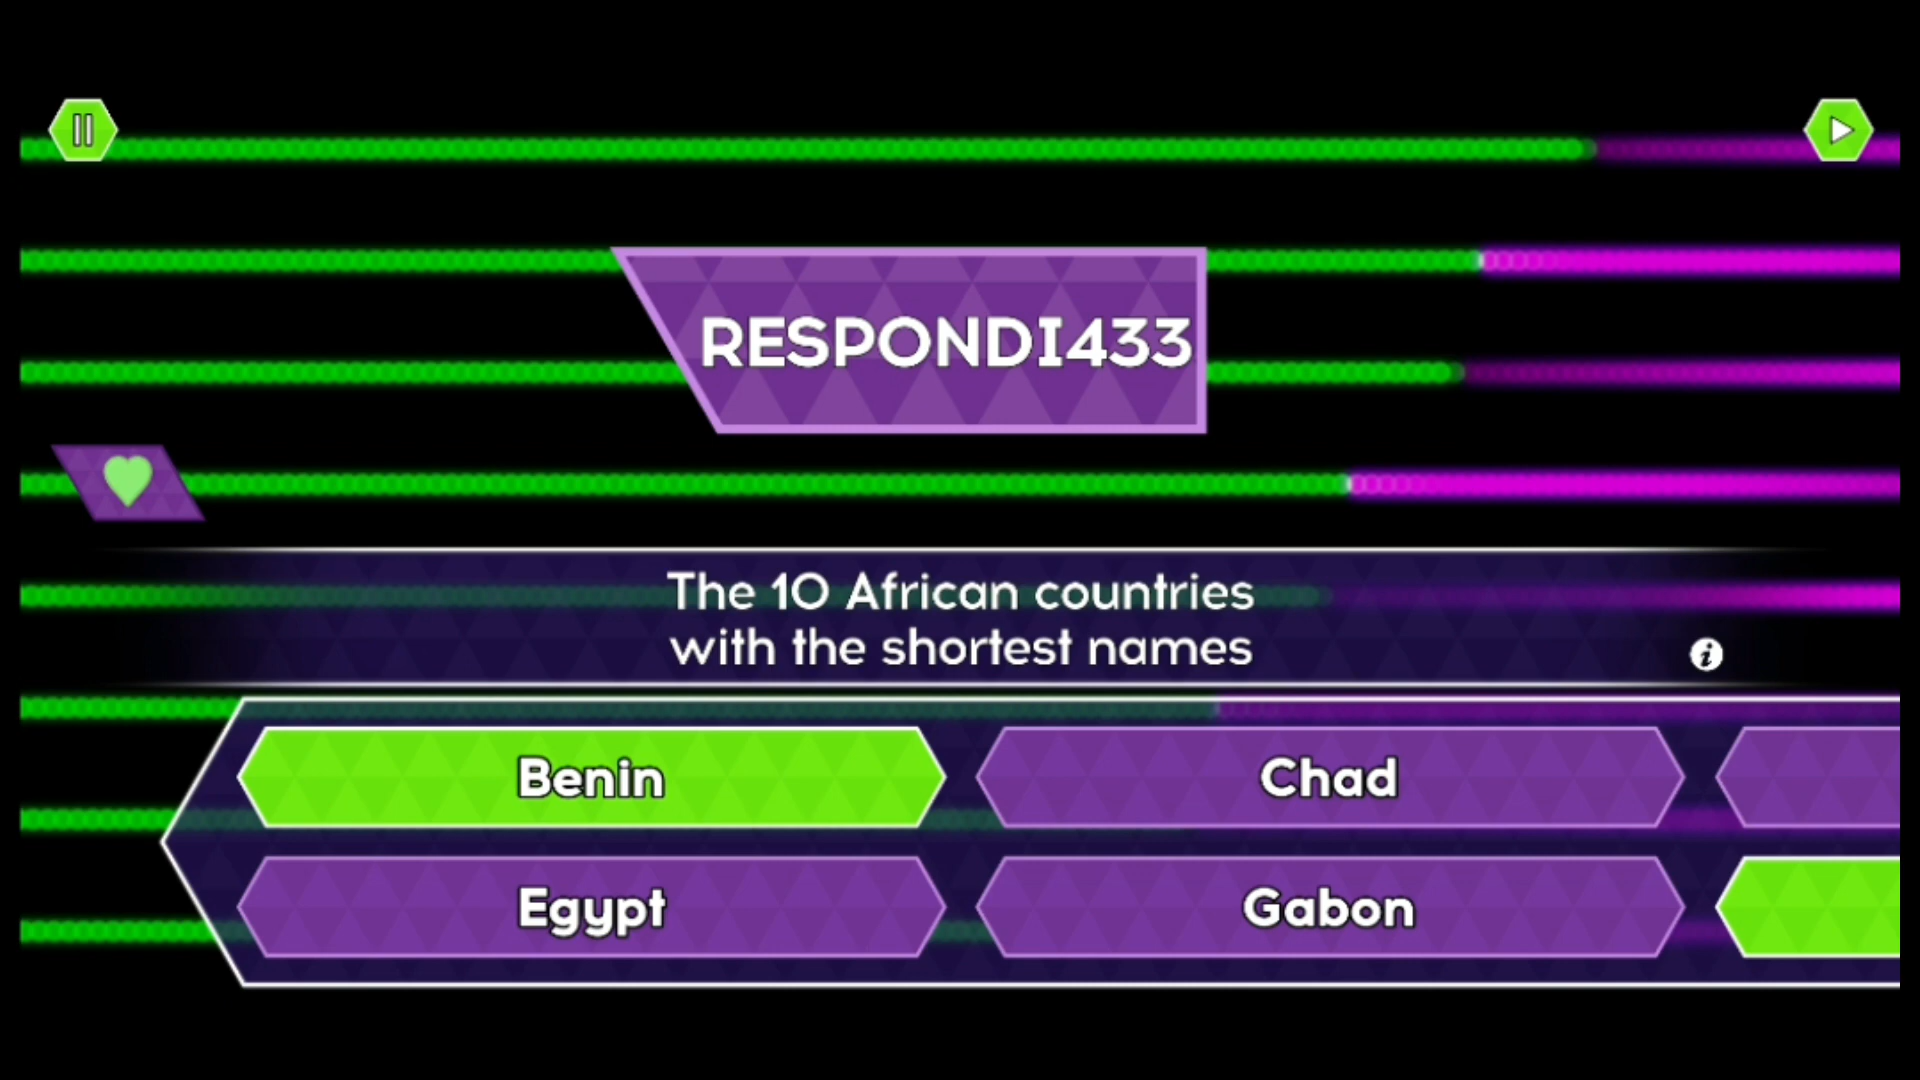 RESPONDI433
The 10 African countries
with the shortest names
Benin
Chad
Egypt
Gabon